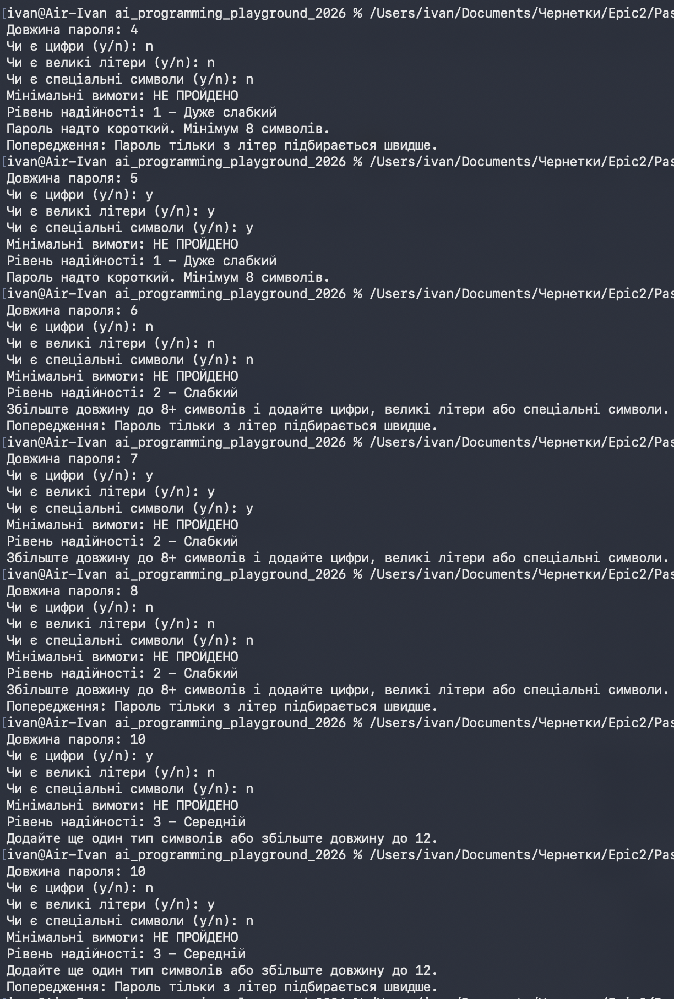 [ivan@Air-Ivan ai_programming_playground_2026 % /Users/ivan/Documents/Чернетки/Epic2/Pas
Довжина пароля: 4
Чи є цифри (y/n): n
Чи є великі літери (y/n): n
Чи є спеціальні символи (y/n): n
Мінімальні вимоги: НЕ ПРОЙДЕНО
Рівень надійності: 1 – Дуже слабкий
Пароль надто короткий. Мінімум 8 символів.
Попередження: Пароль тільки з літер підбирається швидше.
[ivan@Air-Ivan ai_programming_playground_2026 % /Users/ivan/Documents/Чернетки/Epic2/Pas
Довжина пароля: 5
Чи є цифри (y/n): y
Чи є великі літери (y/n): y
Чи є спеціальні символи (y/n): y
Мінімальні вимоги: НЕ ПРОЙДЕНО
Рівень надійності: 1 – Дуже слабкий
Пароль надто короткий. Мінімум 8 символів.
[ivan@Air-Ivan ai_programming_playground_2026 % /Users/ivan/Documents/Чернетки/Epic2/Pas
Довжина пароля: 6
Чи є цифри (y/n): n
Чи є великі літери (y/n): n
Чи є спеціальні символи (y/n): n
Мінімальні вимоги: НЕ ПРОЙДЕНО
Рівень надійності: 2 – Слабкий
Збільште довжину до 8+ символів і додайте цифри, великі літери або спеціальні символи.
Попередження: Пароль тільки з літер підбирається швидше.
[ivan@Air-Ivan ai_programming_playground_2026 % /Users/ivan/Documents/Чернетки/Epic2/Pas
Довжина пароля: 7
Чи є цифри (y/n): y
Чи є великі літери (y/n): y
Чи є спеціальні символи (y/n): y
Мінімальні вимоги: НЕ ПРОЙДЕНО
Рівень надійності: 2 – Слабкий
Збільште довжину до 8+ символів і додайте цифри, великі літери або спеціальні символи.
[ivan@Air-Ivan ai_programming_playground_2026 % /Users/ivan/Documents/Чернетки/Epic2/Pas
Довжина пароля: 8
Чи є цифри (y/n): n
Чи є великі літери (y/n): n
Чи є спеціальні символи (y/n): n
Мінімальні вимоги: НЕ ПРОЙДЕНО
Рівень надійності: 2 – Слабкий
Збільште довжину до 8+ символів і додайте цифри, великі літери або спеціальні символи.
Попередження: Пароль тільки з літер підбирається швидше.
[ivan@Air-Ivan ai_programming_playground_2026 % /Users/ivan/Documents/Чернетки/Epic2/Pas
Довжина пароля: 10
Чи є цифри (y/n): y
Чи є великі літери (y/n): n
Чи є спеціальні символи (y/n): n
Мінімальні вимоги: НЕ ПРОЙДЕНО
Рівень надійності: 3 – Середній
Додайте ще один тип символів або збільште довжину до 12.
[ivan@Air-Ivan ai_programming_playground_2026 % /Users/ivan/Documents/Чернетки/Epic2/Pas
Довжина пароля: 10
Чи є цифри (y/n): n
Чи є великі літери (y/n): y
Чи є спеціальні символи (y/n): n
Мінімальні вимоги: НЕ ПРОЙДЕНО
Рівень надійності: 3 – Середній
Додайте ще один тип символів або збільште довжину до 12.
Попередження: Пароль тільки з літер підбирається швидше.